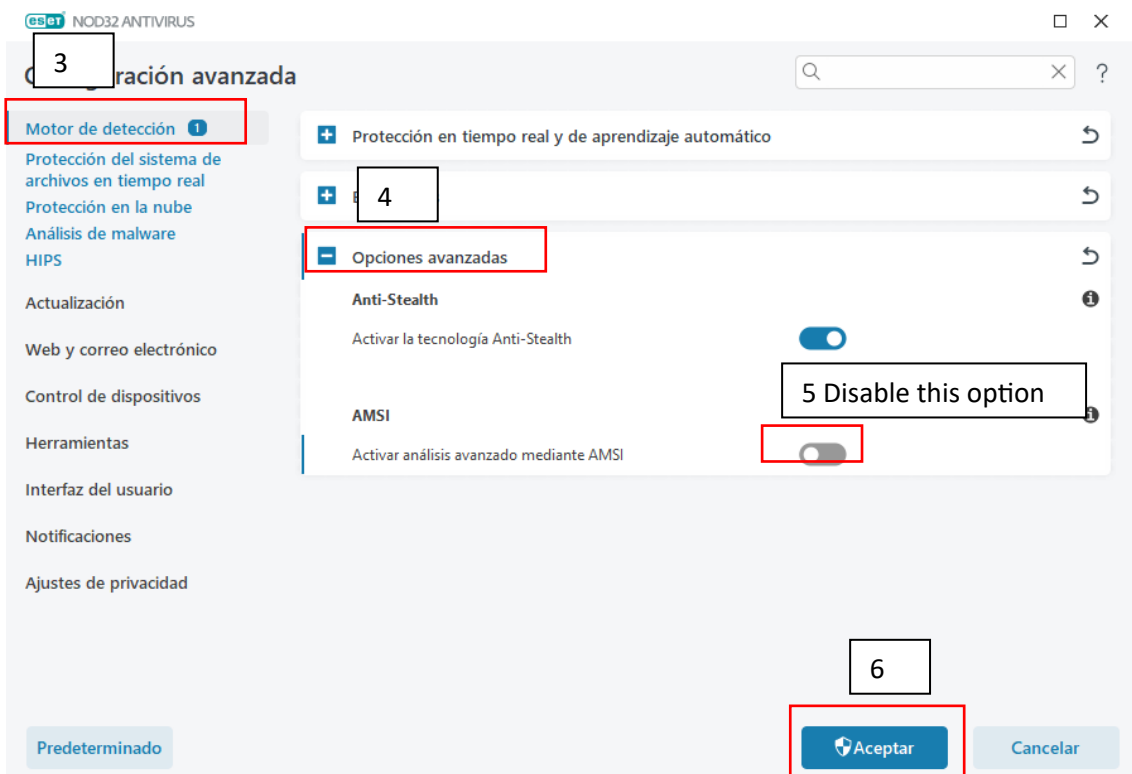 eset NOD32 ANTIVIRUS
3
ración avanzada
?
Motor de detección 1
Protección del sistema de
archivos en tiempo real
Protección en la nube
Análisis de malware
HIPS
Actualización
Web y correo electrónico
Control de dispositivos
Herramientas
Interfaz del usuario
Notificaciones
Ajustes de privacidad
Protección en tiempo real y de aprendizaje automático
4
Opciones avanzadas
Anti-Stealth
Activar la tecnología Anti-Stealth
5 Disable this option
AMSI
Activar análisis avanzado mediante AMSI
6
Predeterminado
Aceptar
Cancelar